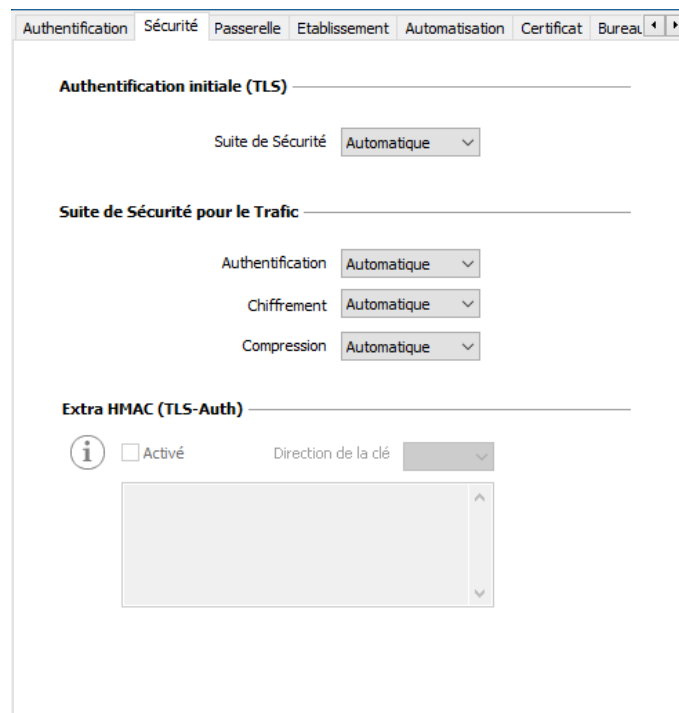 Authentification Sécurité Passerelle Etablissement Automatisation Certificat
Authentification initiale (TLS)
Suite de Sécurité Automatique
Suite de Sécurité pour le Trafic
Authentification Automatique
Chiffrement Automatique
Compression Automatique
Extra HMAC (TLS-Auth)
i Activé Direction de la clé